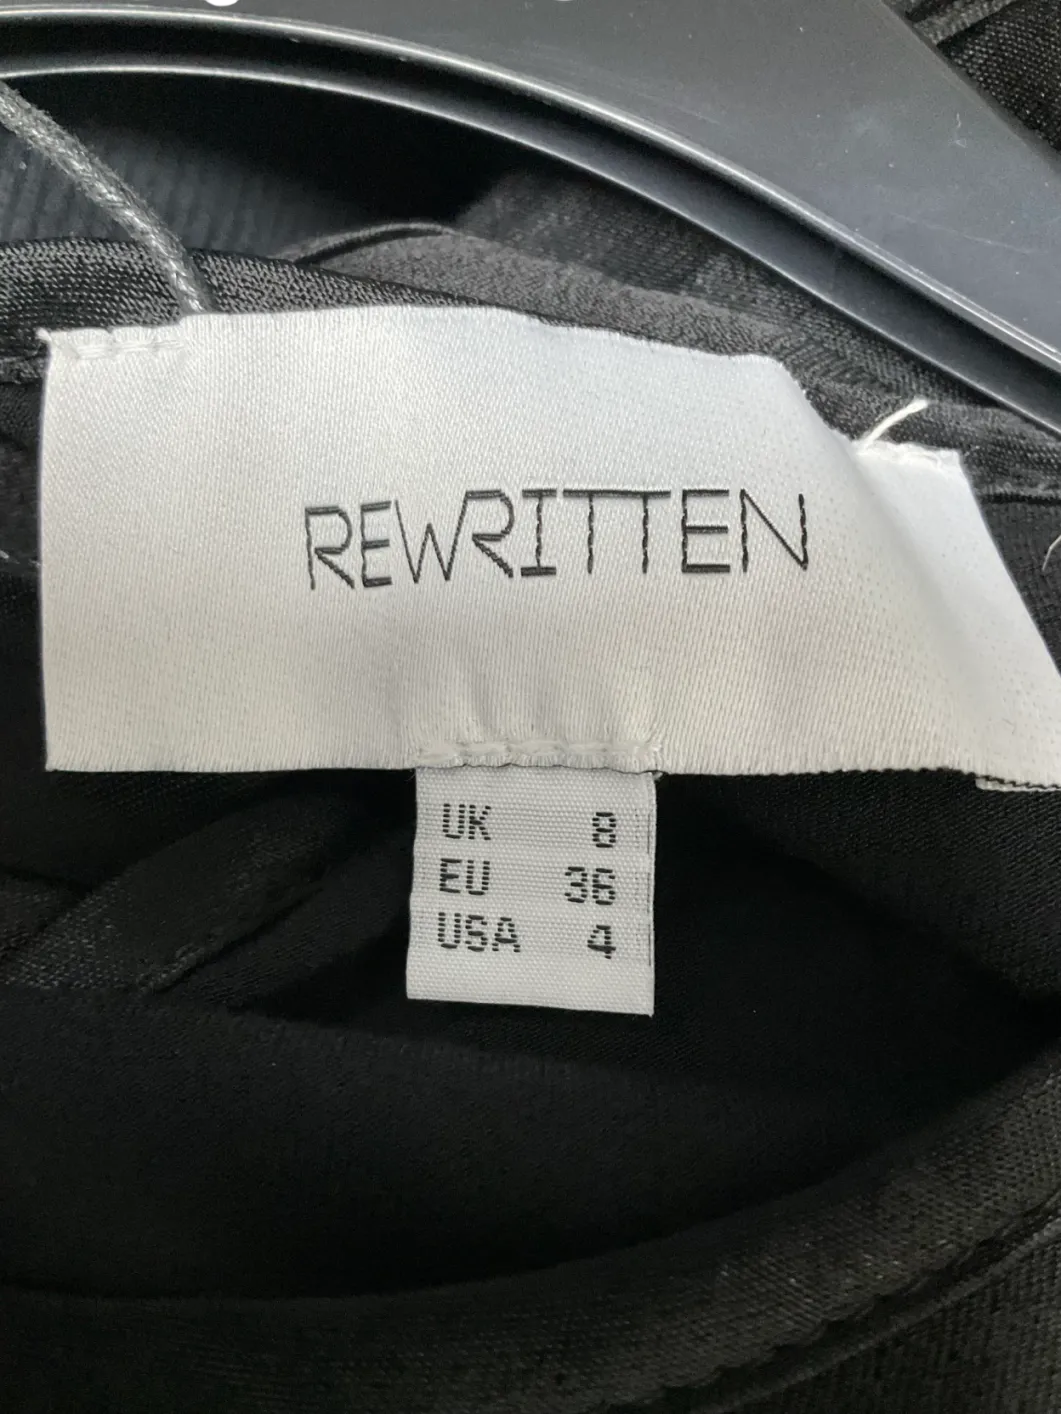 REWRITTEN
UK 8
EU 36
USA 4